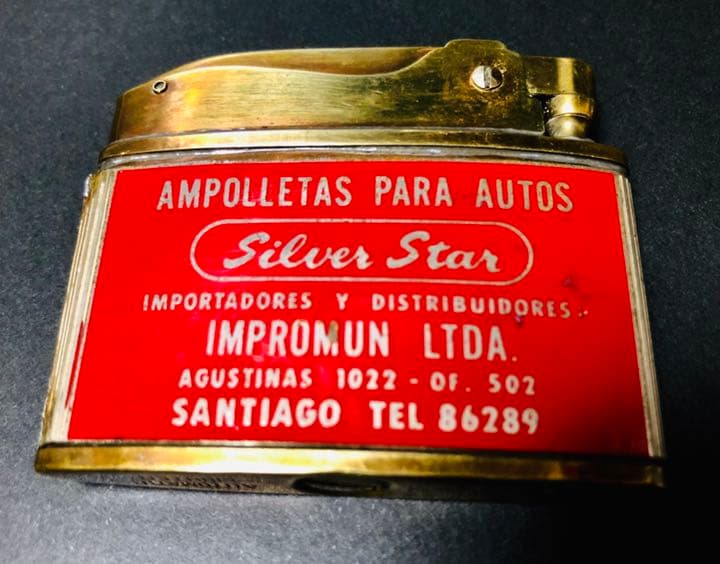 AMPOLLETAS PARA AUTOS
Silver Star
IMPORTADORES Y DISTRIBUIDORES.
IMPROMUN LTDA.
AGUSTINAS 1022 - OF. 502
SANTIAGO TEL 86289